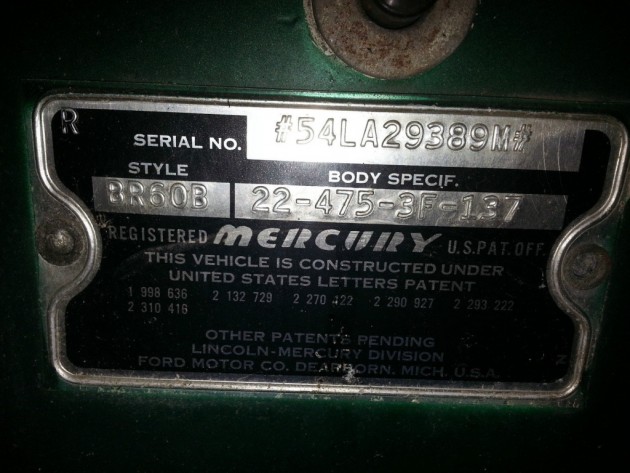 R
SERIAL NO. #54LA29389M#
STYLE BODY SPECIF.
BR60B 22-475-3F-137
REGISTERED MERCURY U.S. PAT. OFF.
THIS VEHICLE IS CONSTRUCTED UNDER
UNITED STATES LETTERS PATENT
1 998 636 2 132 729 2 270 422 2 290 927 2 293 222
2 310 416
OTHER PATENTS PENDING
LINCOLN-MERCURY DIVISION
FORD MOTOR CO. DEARBORN, MICH. U.S.A.